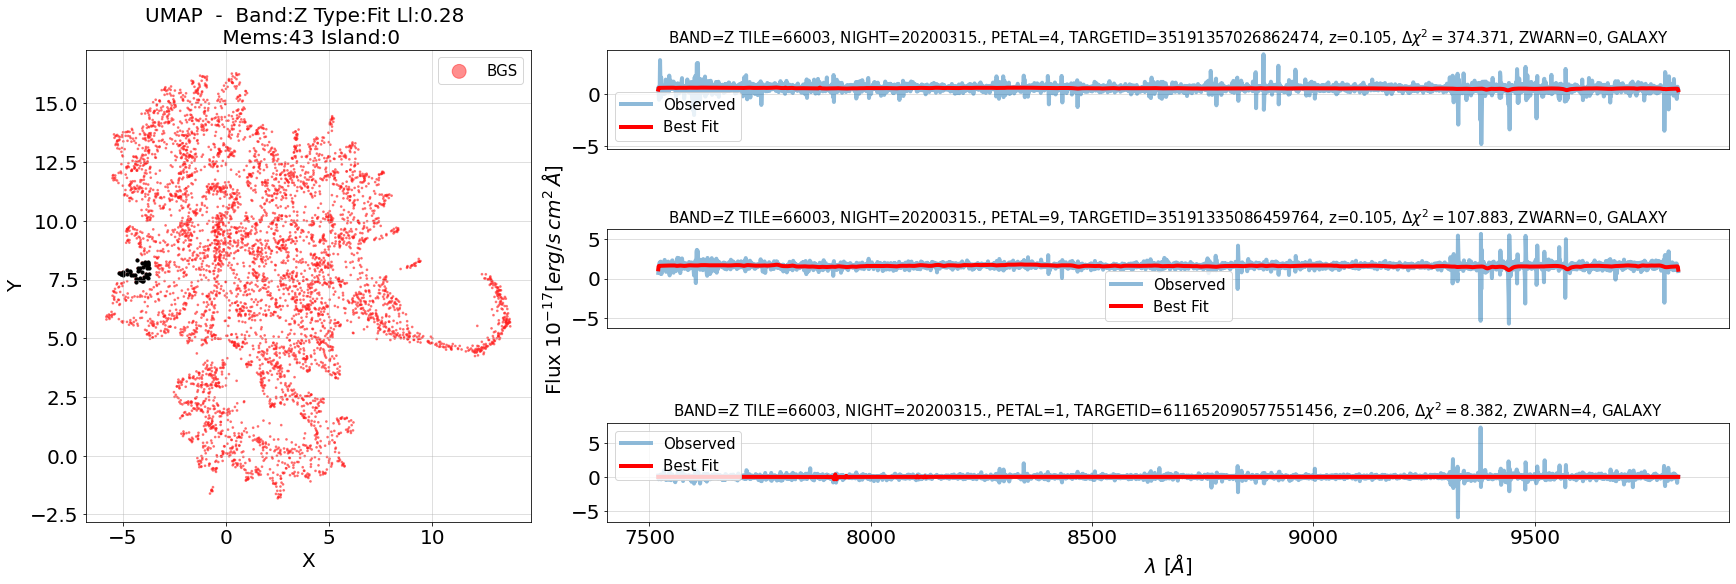 UMAP - Band:Z Type:Fit Ll:0.28
Mems:43 Island:0
BGS
15.0
12.5
10.0
7.5
5.0
2.5
0.0
−2.5
Y
−5
0
5
10
X
Flux 10⁻¹⁷[erg/s cm² Å]
BAND=Z TILE=66003, NIGHT=20200315., PETAL=4, TARGETID=35191357026862474, z=0.105, Δχ² = 374.371, ZWARN=0, GALAXY
0
−5
Observed
Best Fit
BAND=Z TILE=66003, NIGHT=20200315., PETAL=9, TARGETID=35191335086459764, z=0.105, Δχ² = 107.883, ZWARN=0, GALAXY
5
0
−5
Observed
Best Fit
BAND=Z TILE=66003, NIGHT=20200315., PETAL=1, TARGETID=611652090577551456, z=0.206, Δχ² = 8.382, ZWARN=4, GALAXY
5
0
−5
Observed
Best Fit
7500
8000
8500
9000
9500
λ [Å]